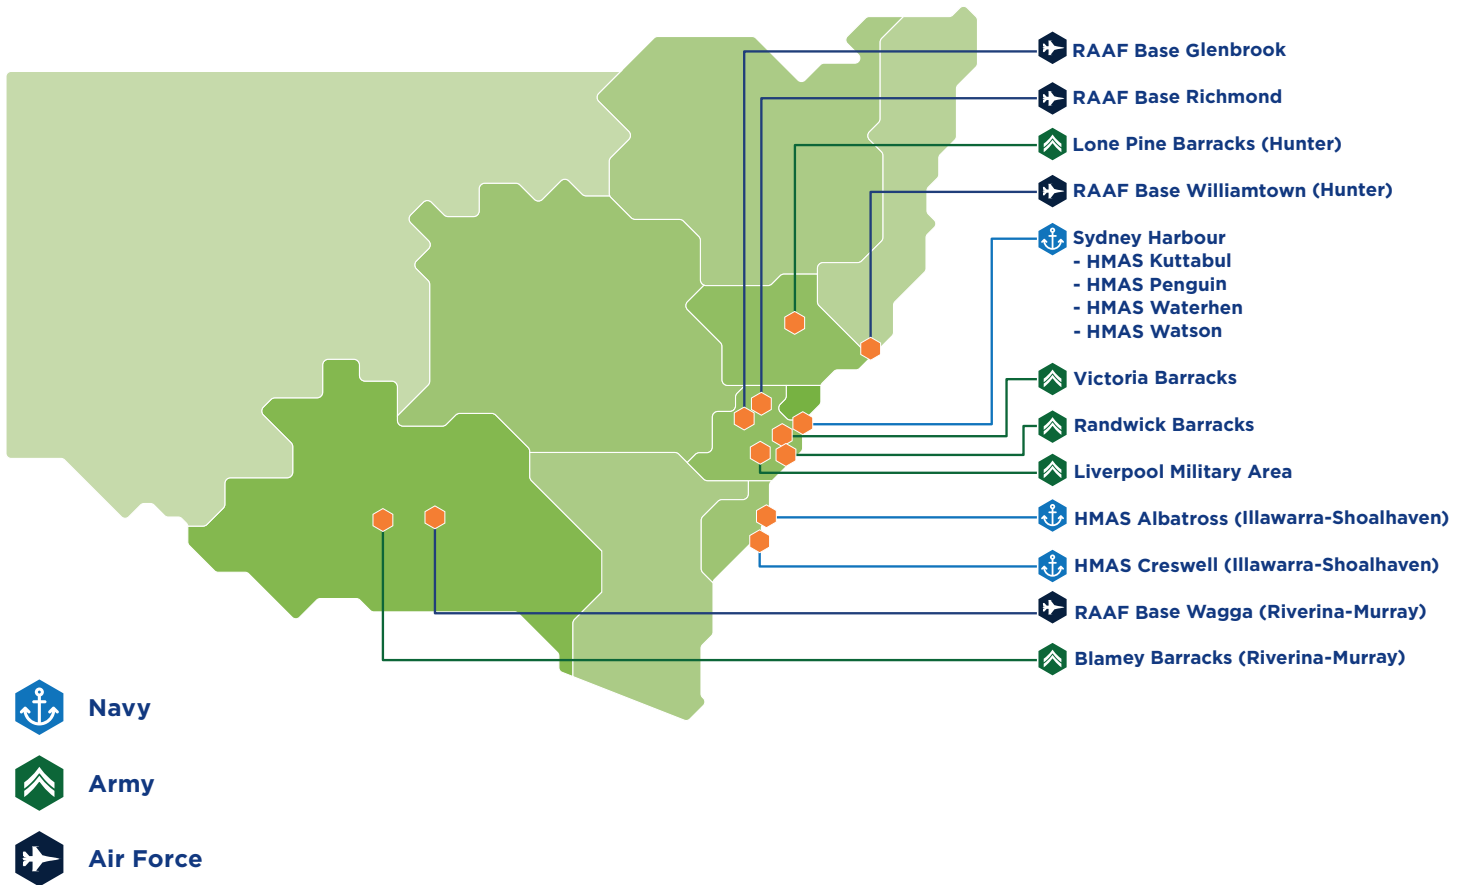 RAAF Base Glenbrook
RAAF Base Richmond
Lone Pine Barracks (Hunter)
RAAF Base Williamtown (Hunter)
Sydney Harbour
- HMAS Kuttabul
- HMAS Penguin
- HMAS Waterhen
- HMAS Watson
Victoria Barracks
Randwick Barracks
Liverpool Military Area
HMAS Albatross (Illawarra-Shoalhaven)
HMAS Creswell (Illawarra-Shoalhaven)
RAAF Base Wagga (Riverina-Murray)
Blamey Barracks (Riverina-Murray)
Navy
Army
Air Force